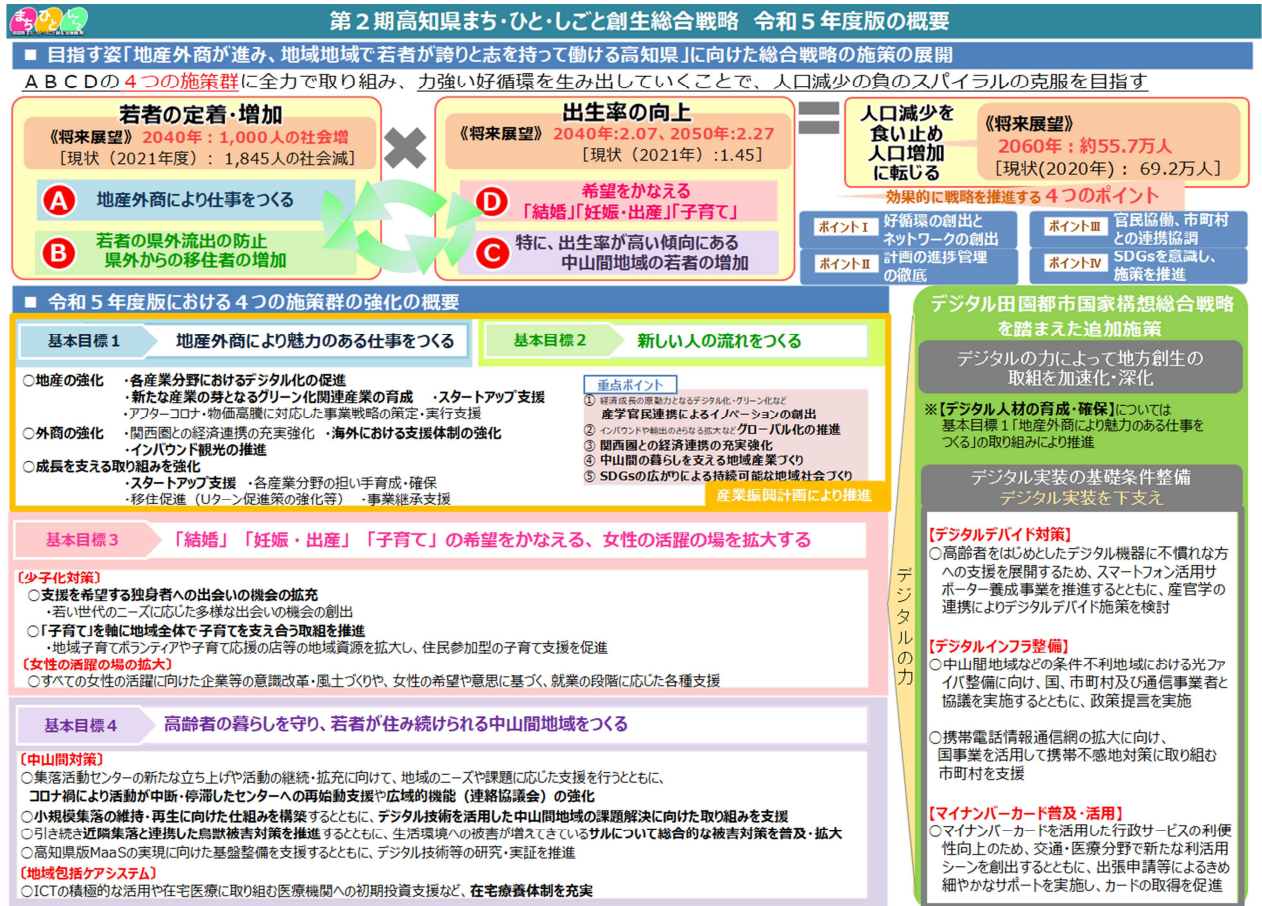 まち ひと しごと
第2期高知県まち・ひと・しごと創生総合戦略 令和5年度版の概要
■ 目指す姿「地産外商が進み、地域地域で若者が誇りと志を持って働ける高知県」に向けた総合戦略の施策の展開
ABCDの4つの施策群に全力で取り組み、力強い好循環を生み出していくことで、人口減少の負のスパイラルの克服を目指す
若者の定着・増加
《将来展望》 2040年:1,000人の社会増
[現状(2021年度): 1,845人の社会減]
A 地産外商により仕事をつくる
B 若者の県外流出の防止
県外からの移住者の増加
出生率の向上
《将来展望》 2040年:2.07、2050年:2.27
[現状(2021年):1.45]
D 希望をかなえる
「結婚」「妊娠・出産」「子育て」
C 特に、出生率が高い傾向にある
中山間地域の若者の増加
人口減少を
食い止め
人口増加
に転じる
《将来展望》
2060年:約55.7万人
[現状(2020年): 69.2万人]
効果的に戦略を推進する4つのポイント
ポイントⅠ 好循環の創出と
ネットワークの創出
ポイントⅡ 計画の進捗管理
の徹底
ポイントⅢ 官民協働、市町村
との連携協調
ポイントⅣ SDGsを意識し、
施策を推進
■ 令和5年度版における4つの施策群の強化の概要
基本目標1 地産外商により魅力のある仕事をつくる
基本目標2 新しい人の流れをつくる
○地産の強化 ・各産業分野におけるデジタル化の促進
・新たな産業の芽となるグリーン化関連産業の育成 ・スタートアップ支援
・アフターコロナ・物価高騰に対応した事業戦略の策定・実行支援
○外商の強化 ・関西圏との経済連携の充実強化 ・海外における支援体制の強化
・インバウンド観光の推進
○成長を支える取り組みを強化
・スタートアップ支援 ・各産業分野の担い手育成・確保
・移住促進(Uターン促進策の強化等) ・事業継承支援
重点ポイント
① 経済成長の原動力となるデジタル化・グリーン化など
産学官民連携によるイノベーションの創出
② インバウンドや輸出のさらなる拡大などグローバル化の推進
③ 関西圏との経済連携の充実強化
④ 中山間の暮らしを支える地域産業づくり
⑤ SDGsの広がりによる持続可能な地域社会づくり
産業振興計画により推進
基本目標3 「結婚」「妊娠・出産」「子育て」の希望をかなえる、女性の活躍の場を拡大する
〔少子化対策〕
○支援を希望する独身者への出会いの機会の拡充
・若い世代のニーズに応じた多様な出会いの機会の創出
○「子育て」を軸に地域全体で子育てを支え合う取組を推進
・地域子育てボランティアや子育て応援の店等の地域資源を拡大し、住民参加型の子育て支援を促進
〔女性の活躍の場の拡大〕
○すべての女性の活躍に向けた企業等の意識改革・風土づくりや、女性の希望や意思に基づく、就業の段階に応じた各種支援
基本目標4 高齢者の暮らしを守り、若者が住み続けられる中山間地域をつくる
〔中山間対策〕
○集落活動センターの新たな立ち上げや活動の継続・拡充に向けて、地域のニーズや課題に応じた支援を行うとともに、
コロナ禍により活動が中断・停滞したセンターへの再始動支援や広域的機能(連絡協議会)の強化
○小規模集落の維持・再生に向けた仕組みを構築するとともに、デジタル技術を活用した中山間地域の課題解決に向けた取り組みを支援
○引き続き近隣集落と連携した鳥獣被害対策を推進するとともに、生活環境への被害が増えてきているサルについて総合的な被害対策を普及・拡大
○高知県版MaaSの実現に向けた基盤整備を支援するとともに、デジタル技術等の研究・実証を推進
〔地域包括ケアシステム〕
○ICTの積極的な活用や在宅医療に取り組む医療機関への初期投資支援など、在宅療養体制を充実
デジタルの力
デジタル田園都市国家構想総合戦略
を踏まえた追加施策
デジタルの力によって地方創生の
取組を加速化・深化
※【デジタル人材の育成・確保】については
基本目標1「地産外商により魅力のある仕事を
つくる」の取り組みにより推進
デジタル実装の基礎条件整備
デジタル実装を下支え
【デジタルデバイド対策】
○高齢者をはじめとしたデジタル機器に不慣れな方
への支援を展開するため、スマートフォン活用サ
ポーター養成事業を推進するとともに、産官学の
連携によりデジタルデバイド施策を検討
【デジタルインフラ整備】
○中山間地域などの条件不利地域における光ファ
イバ整備に向け、国、市町村及び通信事業者と
協議を実施するとともに、政策提言を実施
○携帯電話情報通信網の拡大に向け、
国事業を活用して携帯不感地対策に取り組む
市町村を支援
【マイナンバーカード普及・活用】
○マイナンバーカードを活用した行政サービスの利便
性向上のため、交通・医療分野で新たな利活用
シーンを創出するとともに、出張申請等によるきめ
細やかなサポートを実施し、カードの取得を促進